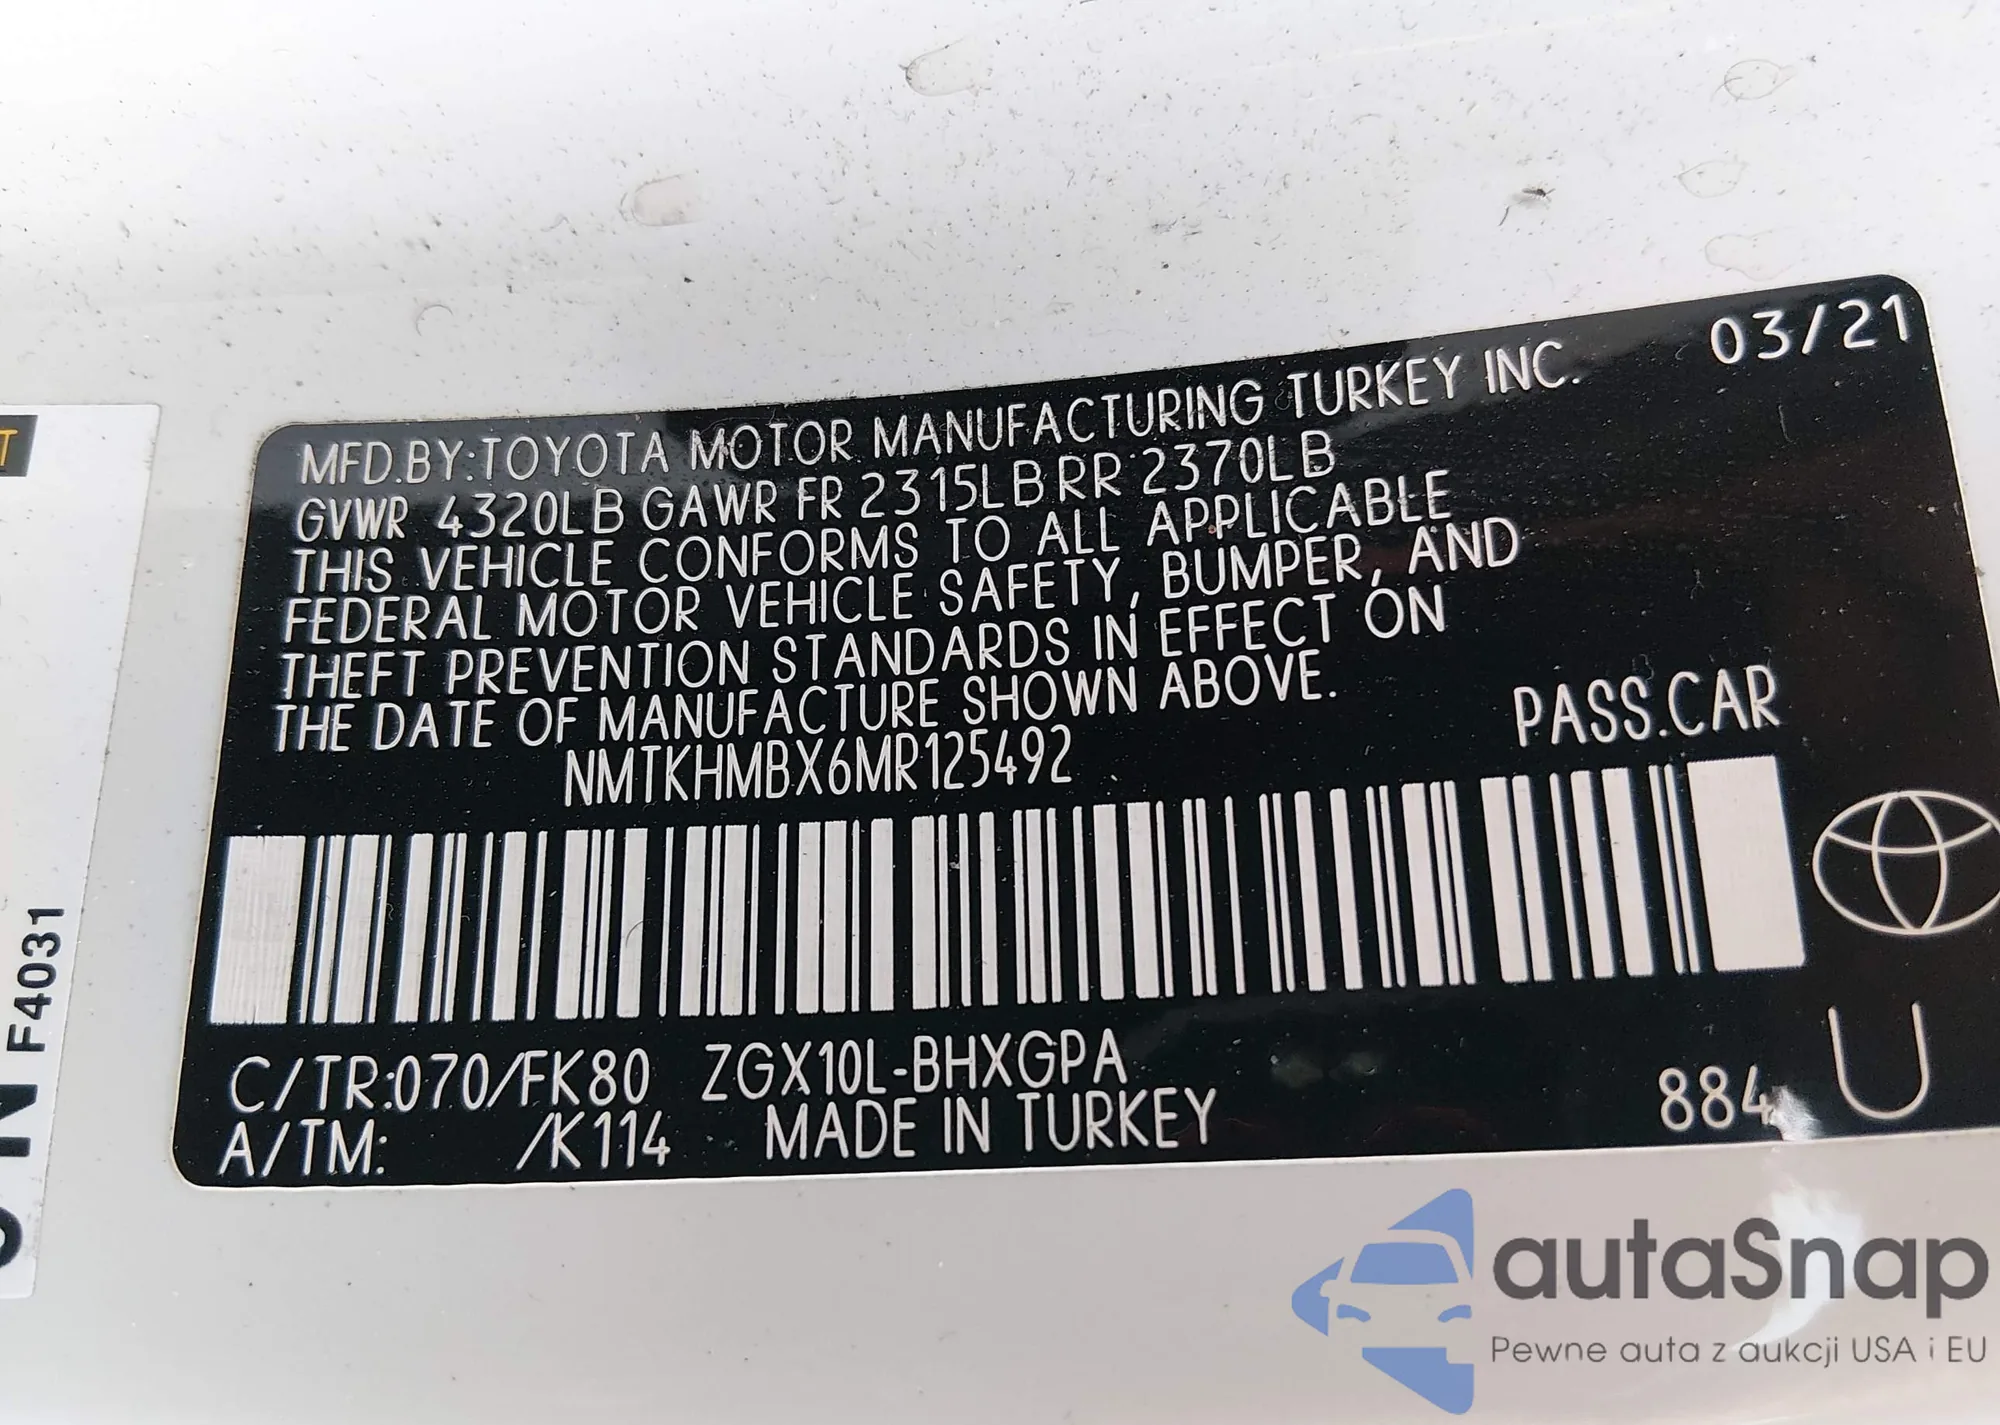 03/21
MFD.BY:TOYOTA MOTOR MANUFACTURING TURKEY INC.
GVWR 4320LB GAWR FR 2315LB RR 2370LB
THIS VEHICLE CONFORMS TO ALL APPLICABLE
FEDERAL MOTOR VEHICLE SAFETY, BUMPER, AND
THEFT PREVENTION STANDARDS IN EFFECT ON
THE DATE OF MANUFACTURE SHOWN ABOVE.
NMTKHMBX6MR125492
PASS.CAR
C/TR:070/FK80 ZGX10L-BHXGPA
A/TM: /K114 MADE IN TURKEY
884
U
F4031
autaSnap
Pewne auta z aukcji USA i EU